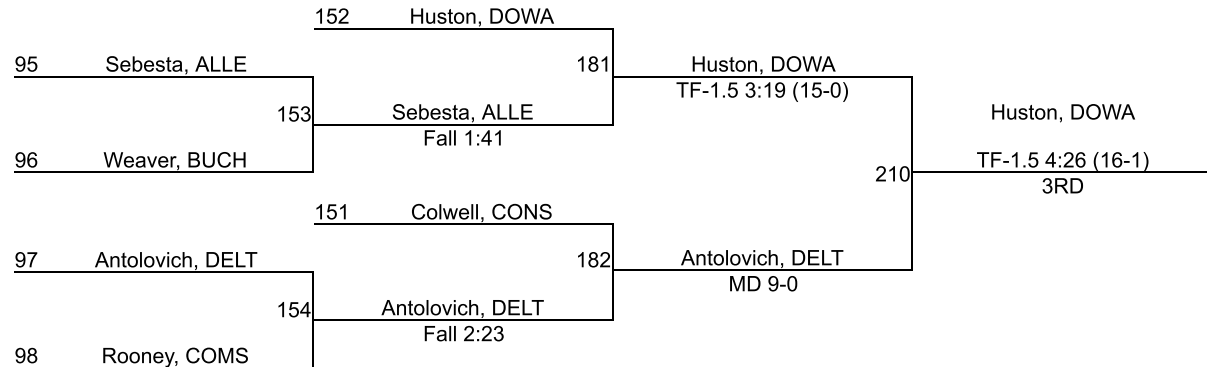 152 Huston, DOWA
95 Sebesta, ALLE
181 Huston, DOWA
TF-1.5 3:19 (15-0)
153 Sebesta, ALLE
Fall 1:41
Huston, DOWA
96 Weaver, BUCH
TF-1.5 4:26 (16-1)
210
3RD
151 Colwell, CONS
97 Antolovich, DELT
182 Antolovich, DELT
MD 9-0
154 Antolovich, DELT
Fall 2:23
98 Rooney, COMS